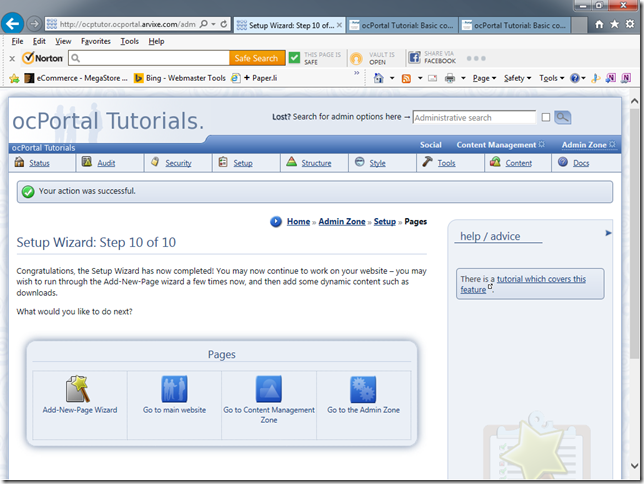 http://ocptutor.ocportal.arvixe.com/adm
Setup Wizard: Step 10 of 1...
ocPortal Tutorial: Basic co...
ocPortal Tutorial: Basic co...
File Edit View Favorites Tools Help
Norton
Safe Search
THIS PAGE IS
SAFE
VAULT IS
OPEN
SHARE VIA
FACEBOOK
eCommerce - MegaStore ...
Bing - Webmaster Tools
+ Paper.li
Page
Safety
Tools
ocPortal Tutorials.
Lost? Search for admin options here →
Administrative search
ocPortal Tutorials
Social Content Management Admin Zone
Status Audit Security Setup Structure Style Tools Content Docs
Your action was successful.
Home » Admin Zone » Setup » Pages
Setup Wizard: Step 10 of 10
Congratulations, the Setup Wizard has now completed! You may now continue to work on your website – you may
wish to run through the Add-New-Page wizard a few times now, and then add some dynamic content such as
downloads.
What would you like to do next?
help / advice
There is a tutorial which covers this
feature .
Pages
Add-New-Page Wizard
Go to main website
Go to Content Management
Zone
Go to the Admin Zone